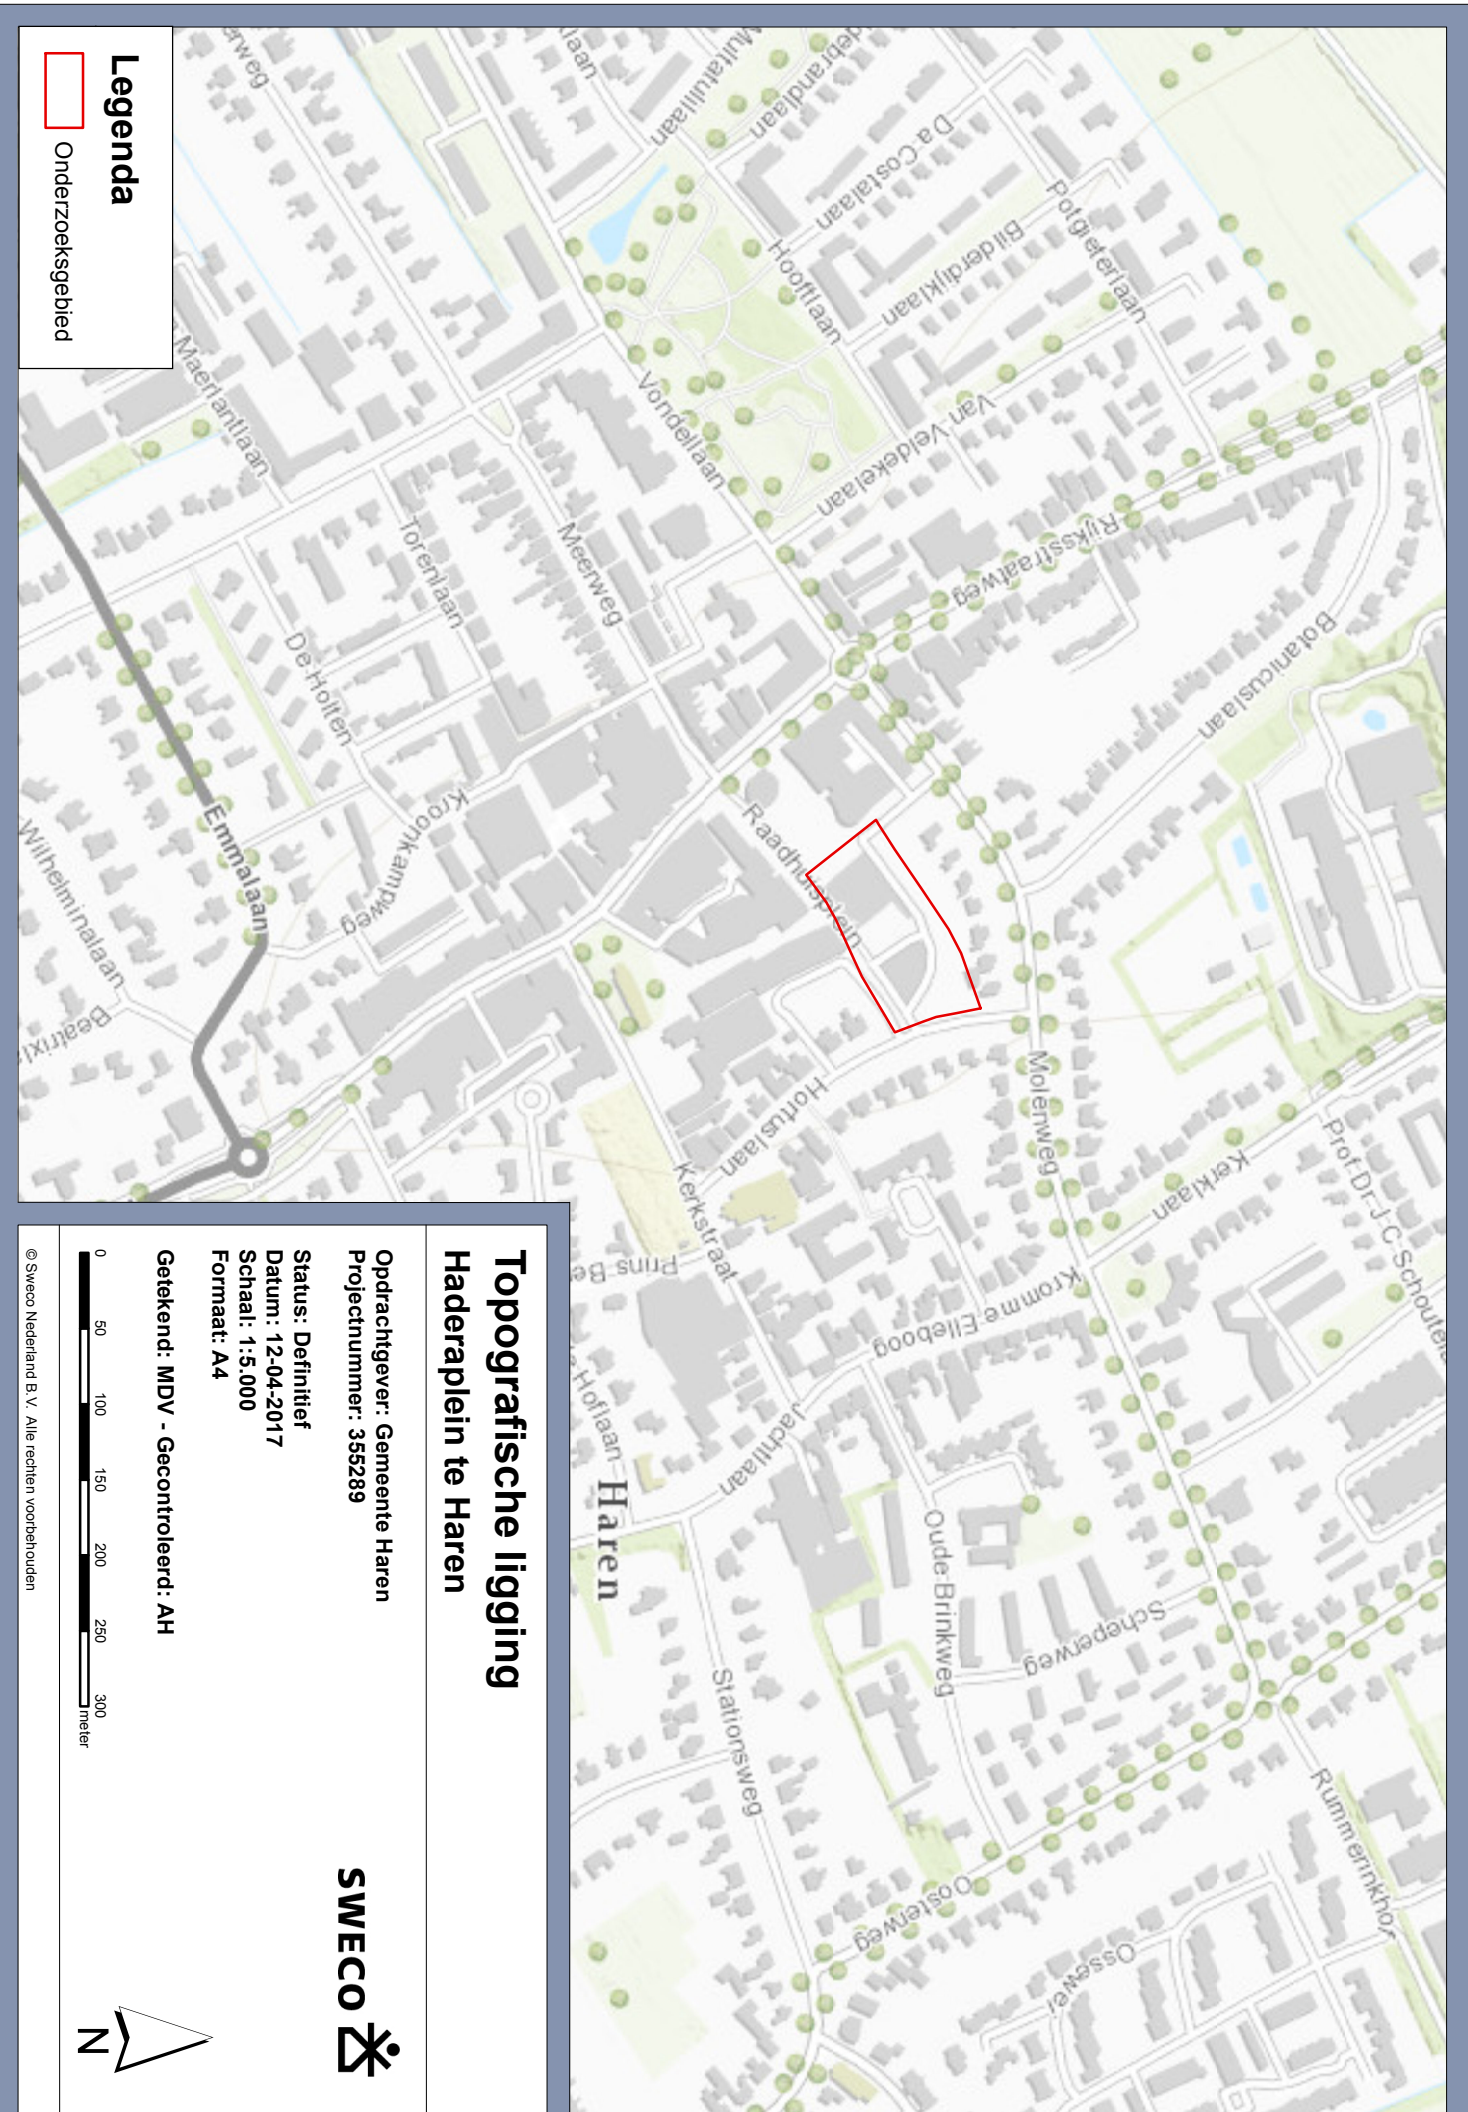 Legenda
Onderzoeksgebied
Multatulilaan
Da Costalaan
Bilderdijklaan
Potgieterlaan
Hooftlaan
Van Veldekelaan
Vondellaan
Rijksstraatweg
Botanicuslaan
Maerlantlaan
Torenlaan
Meerweg
De Holten
Kroonkampweg
Emmalaan
Wilhelminalaan
Raadhuisplein
Hortuslaan
Molenweg
Kerklaan
Kerkstraat
Prins Be
Kromme Elleboog
Jachtlaan
Haren
Oude Brinkweg
Scheperweg
Stationsweg
Oosterweg
Topografische ligging
Haderaplein te Haren
Opdrachtgever: Gemeente Haren
Projectnummer: 355289
Status: Definitief
Datum: 12-04-2017
Schaal: 1:5.000
Formaat: A4
Getekend: MDV - Gecontroleerd: AH
0 50 100 150 200 250 300
meter
© Sweco Nederland B.V. Alle rechten voorbehouden
SWECO
N